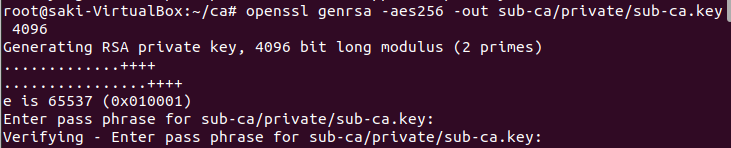 root@saki-VirtualBox:~/ca# openssl genrsa -aes256 -out sub-ca/private/sub-ca.key
 4096
Generating RSA private key, 4096 bit long modulus (2 primes)
.............++++
................++++
e is 65537 (0x010001)
Enter pass phrase for sub-ca/private/sub-ca.key:
Verifying - Enter pass phrase for sub-ca/private/sub-ca.key: